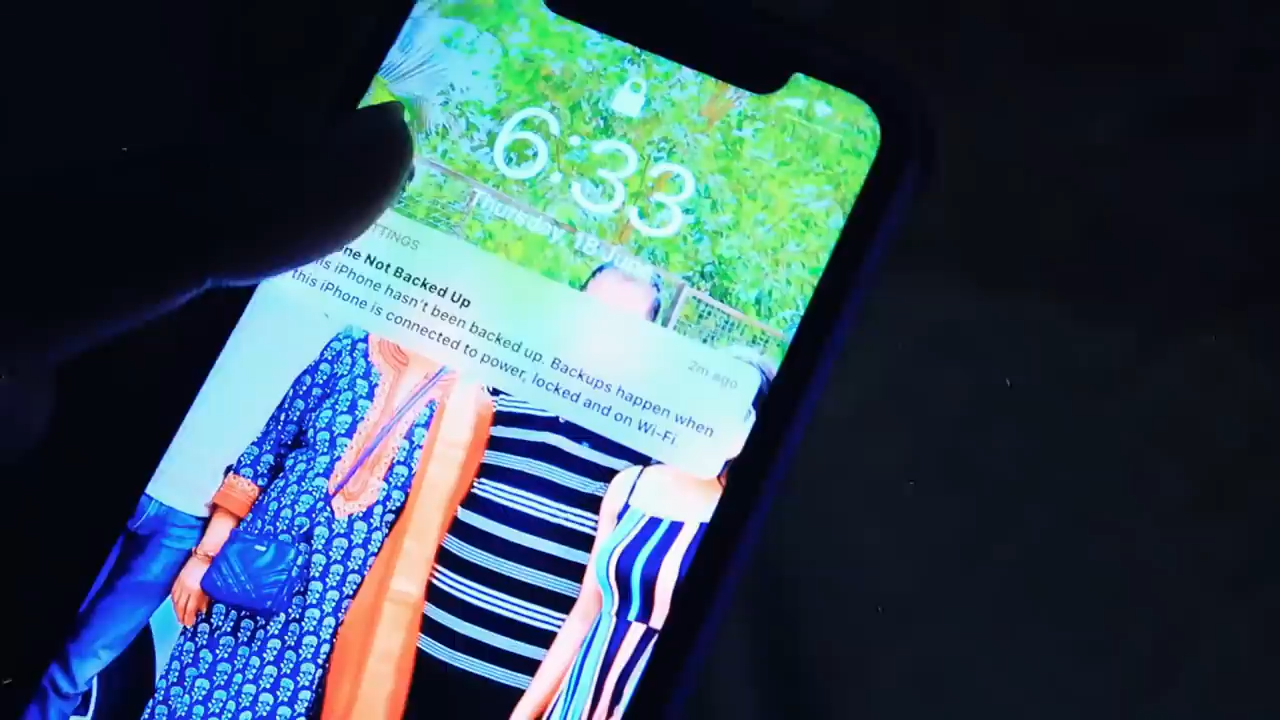 6:33
Thursday, 18 June
TTINGS
2m ago
ne Not Backed Up
is iPhone hasn't been backed up. Backups happen when
this iPhone is connected to power, locked and on Wi-Fi